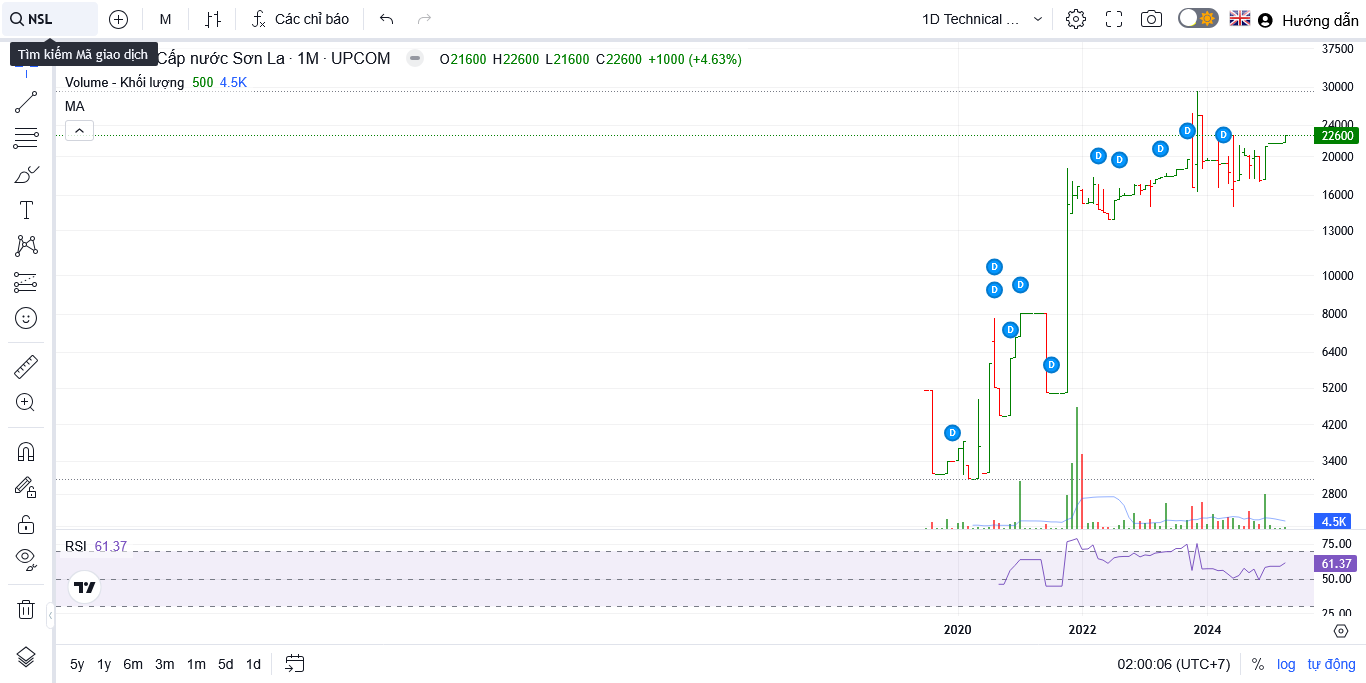 NSL
M
Các chỉ báo
1D Technical ...
Hướng dẫn
Tìm kiếm Mã giao dịch
Cấp nước Sơn La · 1M · UPCOM
O21600 H22600 L21600 C22600 +1000 (+4.63%)
Volume - Khối lượng 500 4.5K
MA
37500
30000
24000
22600
20000
16000
13000
10000
8000
6400
5200
4200
3400
2800
4.5K
D
D
D
D
D
D
D
D
D
D
D
RSI 61.37
75.00
61.37
50.00
25.00
2020
2022
2024
5y 1y 6m 3m 1m 5d 1d
02:00:06 (UTC+7)
% log tự động